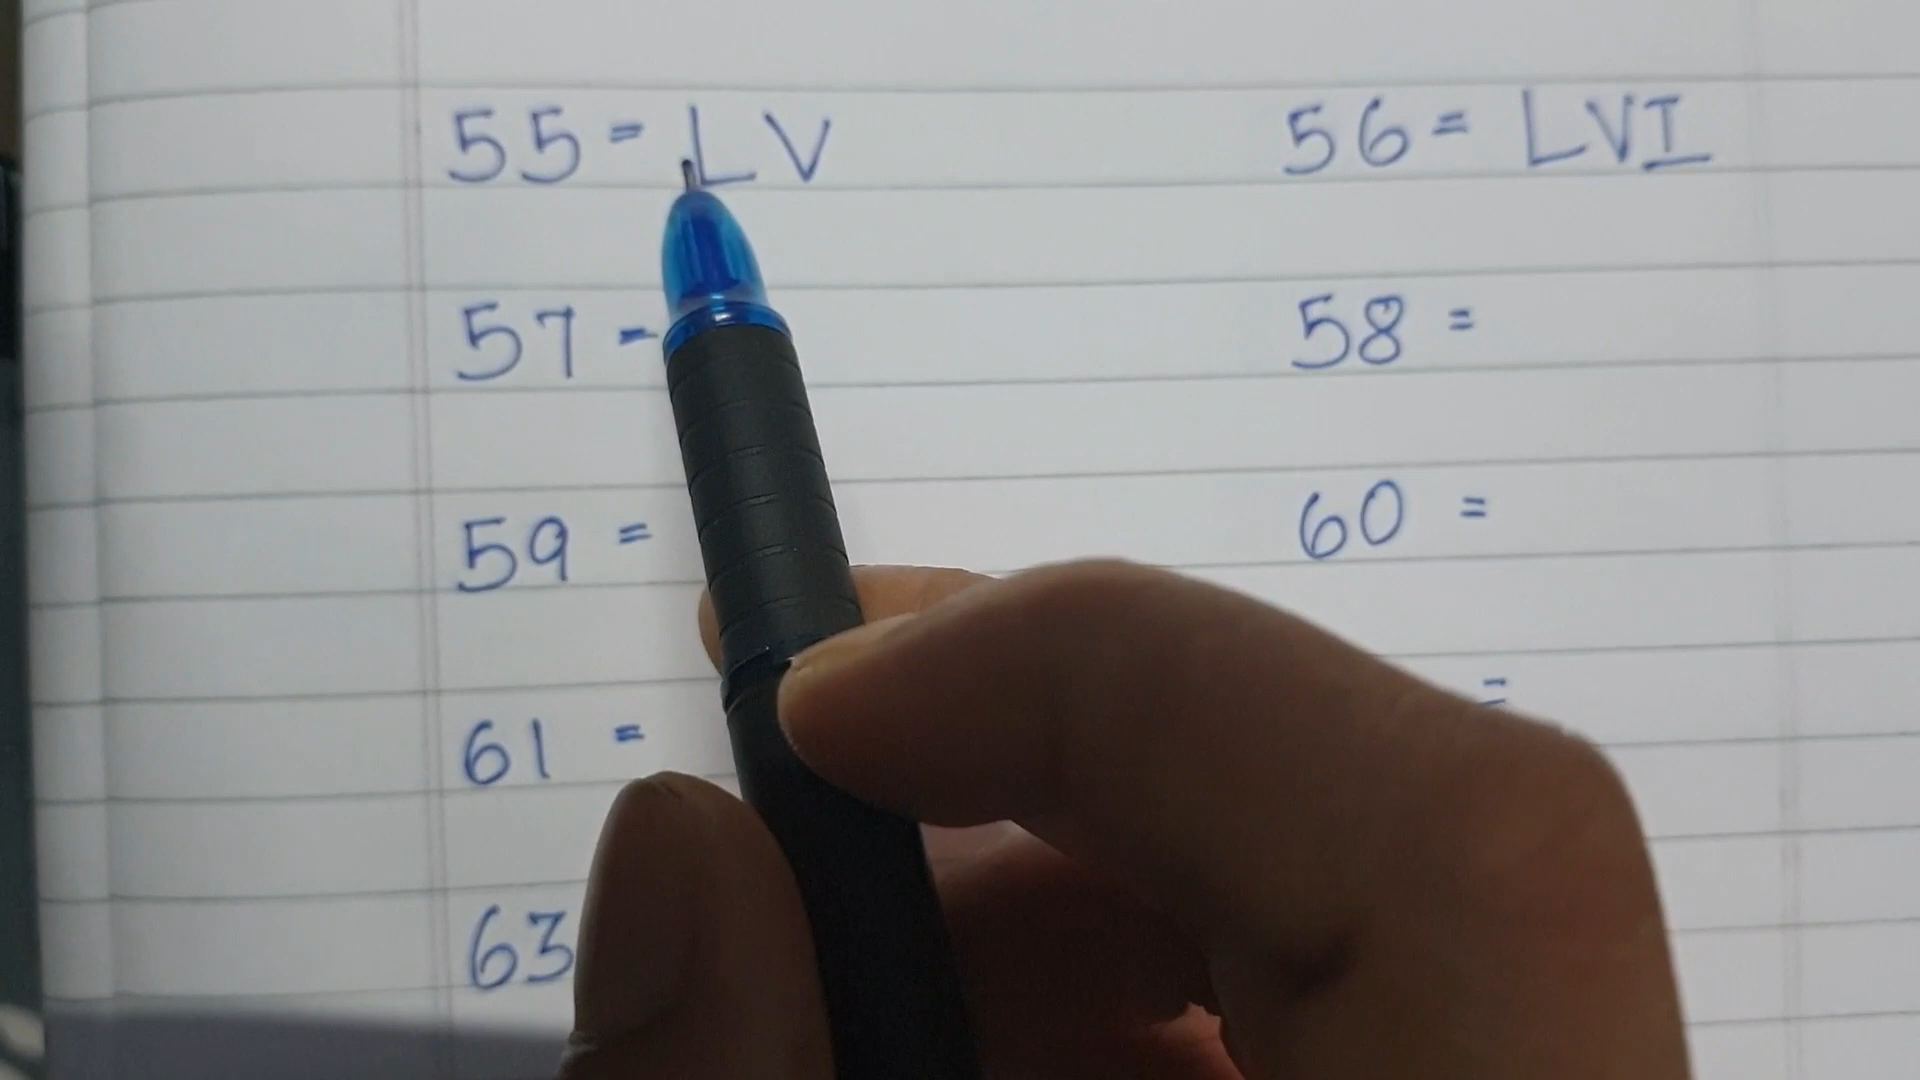 55 = LV 56 = LVI
57 = 58 =
59 = 60 =
61 = =
63